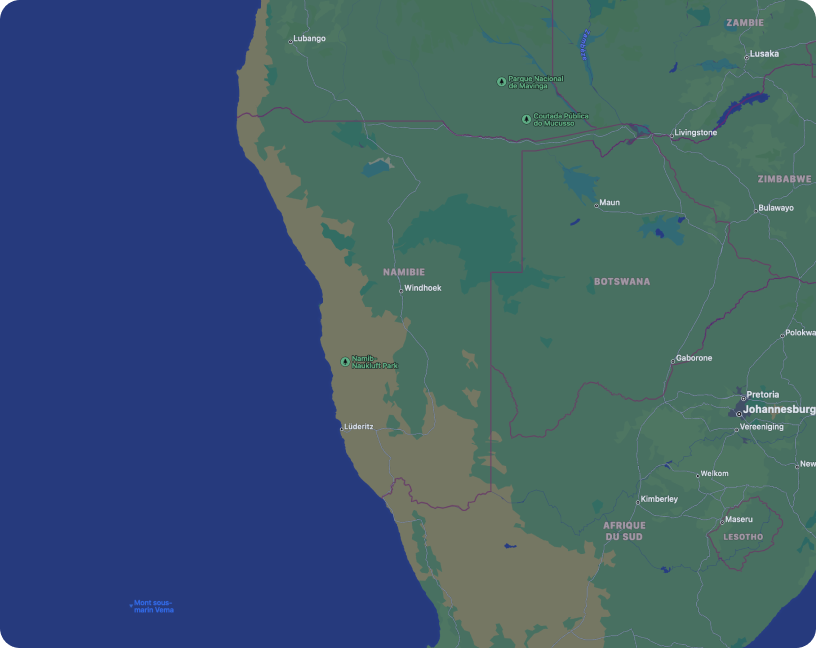 ZAMBIE
Lubango
Lusaka
Parque Nacional
de Mavinga
Coutada Pública
do Mucusso
Livingstone
ZIMBABWE
Maun
Bulawayo
NAMIBIE
BOTSWANA
Windhoek
Polokwa
Gaborone
Namib-
Naukluft Park
Pretoria
Johannesburg
Lüderitz
Vereeniging
New
Welkom
Kimberley
Maseru
AFRIQUE
DU SUD
LESOTHO
Mont sous-
marin Vema